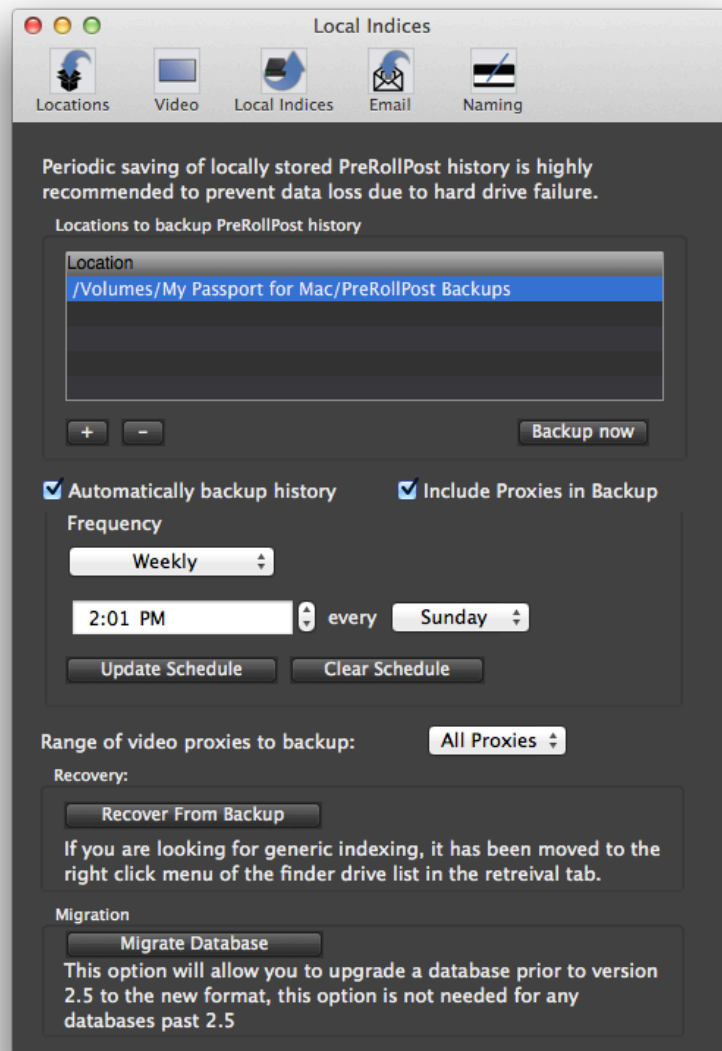 Local Indices
Locations Video Local Indices Email Naming
Periodic saving of locally stored PreRollPost history is highly
recommended to prevent data loss due to hard drive failure.
Locations to backup PreRollPost history
Location
/Volumes/My Passport for Mac/PreRollPost Backups
+ - Backup now
Automatically backup history Include Proxies in Backup
Frequency
Weekly
2:01 PM every Sunday
Update Schedule Clear Schedule
Range of video proxies to backup: All Proxies
Recovery:
Recover From Backup
If you are looking for generic indexing, it has been moved to the
right click menu of the finder drive list in the retreival tab.
Migration
Migrate Database
This option will allow you to upgrade a database prior to version
2.5 to the new format, this option is not needed for any
databases past 2.5